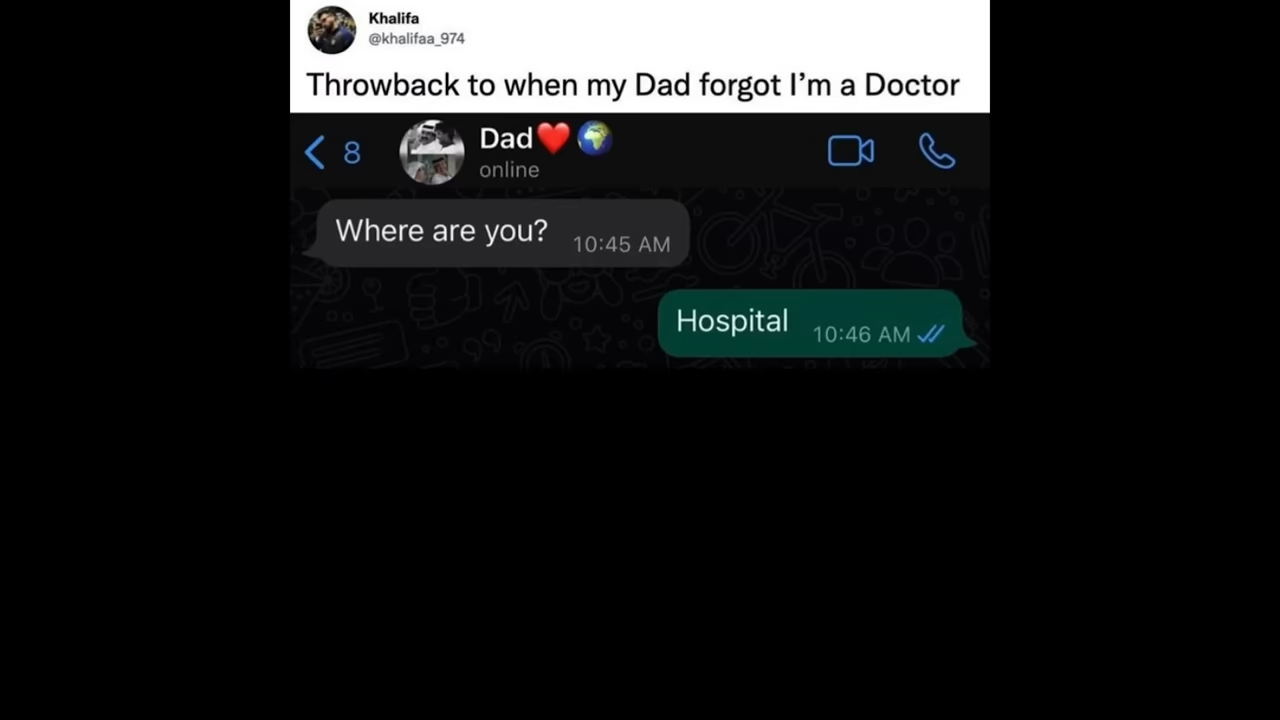 Khalifa
@khalifaa_974
Throwback to when my Dad forgot I’m a Doctor
8
Dad❤️🌍
online
Where are you? 10:45 AM
Hospital 10:46 AM